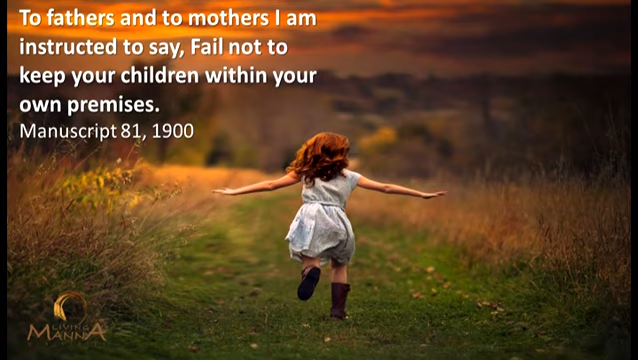 To fathers and to mothers I am
instructed to say, Fail not to
keep your children within your
own premises.
Manuscript 81, 1900
LIVING
MANNA